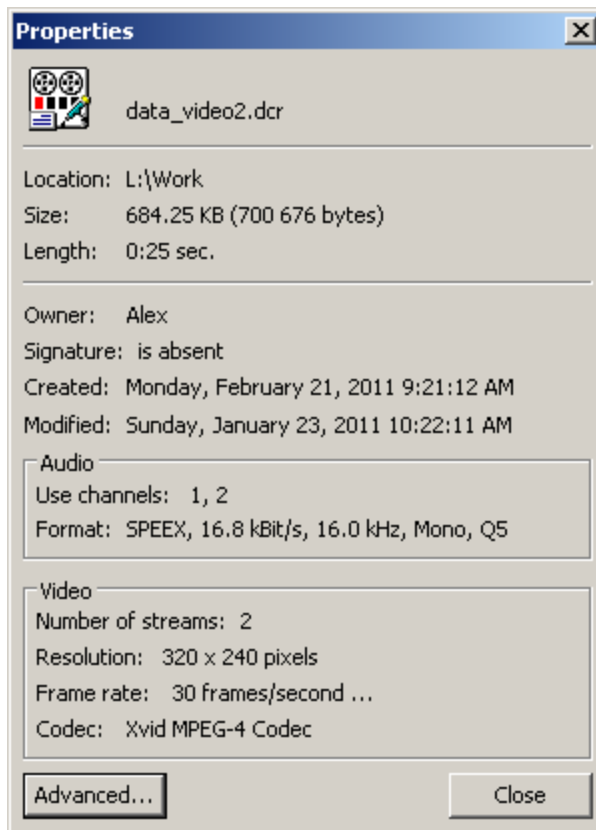 Properties
data_video2.dcr
Location: L:\Work
Size: 684.25 KB (700 676 bytes)
Length: 0:25 sec.
Owner: Alex
Signature: is absent
Created: Monday, February 21, 2011 9:21:12 AM
Modified: Sunday, January 23, 2011 10:22:11 AM
Audio
Use channels: 1, 2
Format: SPEEX, 16.8 kBit/s, 16.0 kHz, Mono, Q5
Video
Number of streams: 2
Resolution: 320 x 240 pixels
Frame rate: 30 frames/second ...
Codec: Xvid MPEG-4 Codec
Advanced... Close